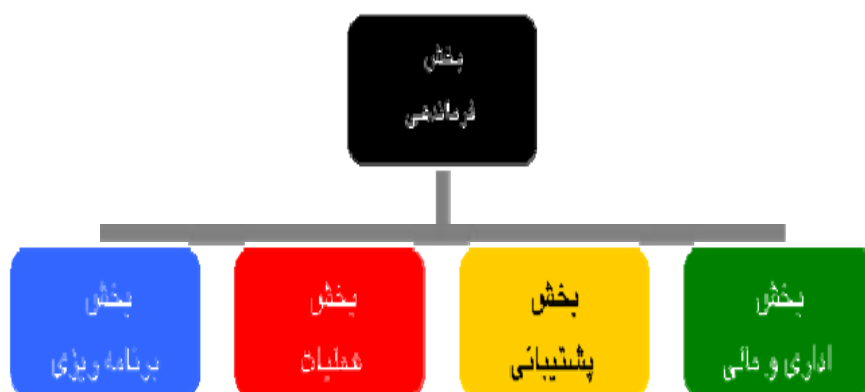 بخش
فرماندهی
بخش
اداری و مالی
بخش
پشتیبانی
بخش
عملیات
بخش
برنامه ریزی